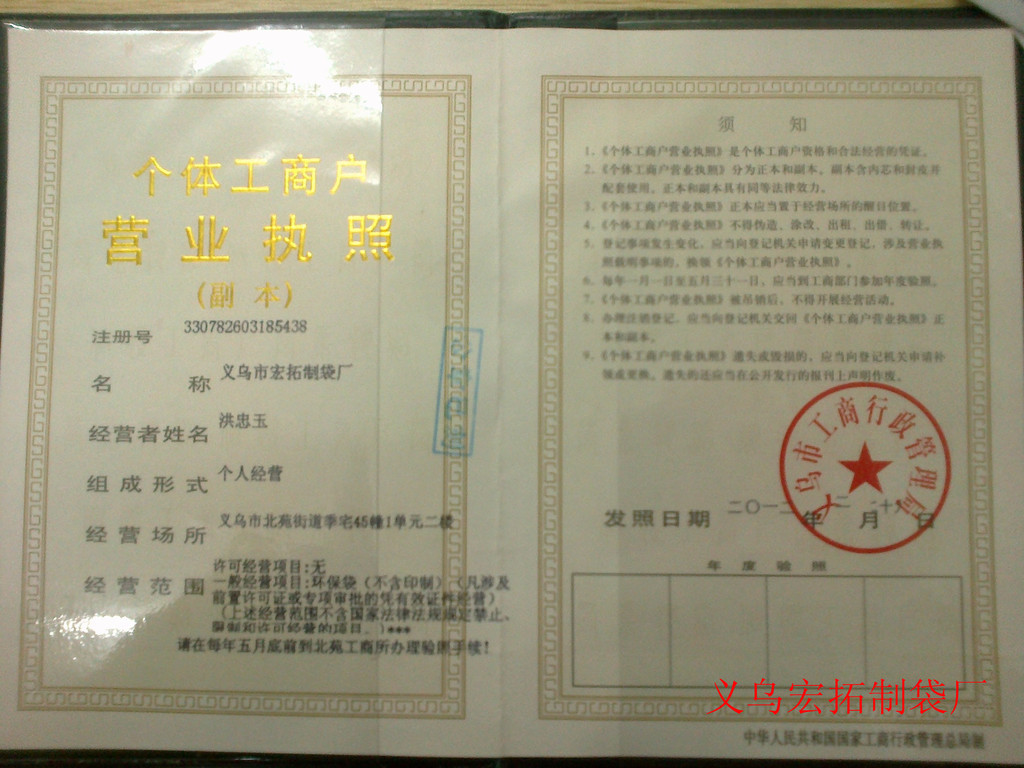 个体工商户
营业执照
(副本)
注册号 330782603185438
名称 义乌市宏拓制袋厂
经营者姓名 洪忠玉
组成形式 个人经营
经营场所 义乌市北苑街道季宅45幢1单元二楼
经营范围 许可经营项目:无
一般经营项目:环保袋（不含印制）（凡涉及
前置许可证或专项审批的凭有效证件经营）
（上述经营范围不含国家法律法规规定禁止、
限制和许可经营的项目。）***
请在每年五月底前到北苑工商所办理验照手续!
须知
1.《个体工商户营业执照》是个体工商户资格和合法经营的凭证。
2.《个体工商户营业执照》分为正本和副本。副本含内芯和封皮并
配套使用。正本和副本具有同等法律效力。
3.《个体工商户营业执照》正本应当置于经营场所的醒目位置。
4.《个体工商户营业执照》不得伪造、涂改、出租、出借、转让。
5.登记事项发生变化，应当向登记机关申请变更登记，涉及营业执
照载明事项的，换领《个体工商户营业执照》。
6.每年一月一日至五月三十一日，应当到工商部门参加年度验照。
7.《个体工商户营业执照》被吊销后，不得开展经营活动。
8.办理注销登记，应当向登记机关交回《个体工商户营业执照》正
本和副本。
9.《个体工商户营业执照》遗失或毁损的，应当向登记机关申请补
领或更换。遗失的还应当在公开发行的报刊上声明作废。
义乌市工商行政管理局
发照日期 二〇一二年 月 日
年度验照
义乌宏拓制袋厂
中华人民共和国国家工商行政管理总局制